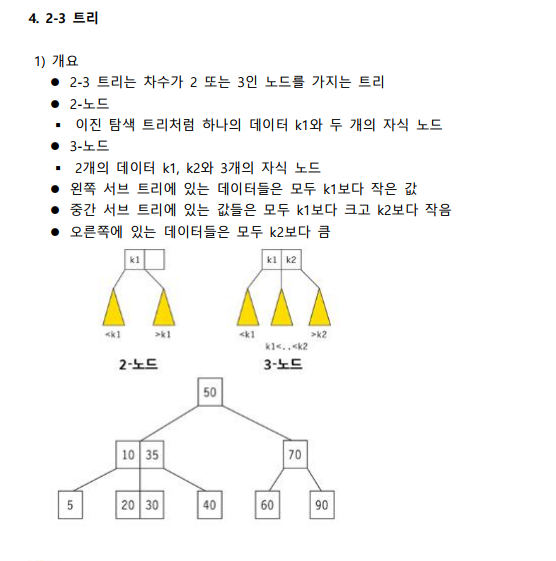 4. 2-3 트리
1) 개요
● 2-3 트리는 차수가 2 또는 3인 노드를 가지는 트리
● 2-노드
▪ 이진 탐색 트리처럼 하나의 데이터 k1와 두 개의 자식 노드
● 3-노드
▪ 2개의 데이터 k1, k2와 3개의 자식 노드
● 왼쪽 서브 트리에 있는 데이터들은 모두 k1보다 작은 값
● 중간 서브 트리에 있는 값들은 모두 k1보다 크고 k2보다 작음
● 오른쪽에 있는 데이터들은 모두 k2보다 큼
k1 k1 k2
<k1 >k1 <k1 >k2
k1<..<k2
2-노드 3-노드
50
10 35 70
5 20 30 40 60 90